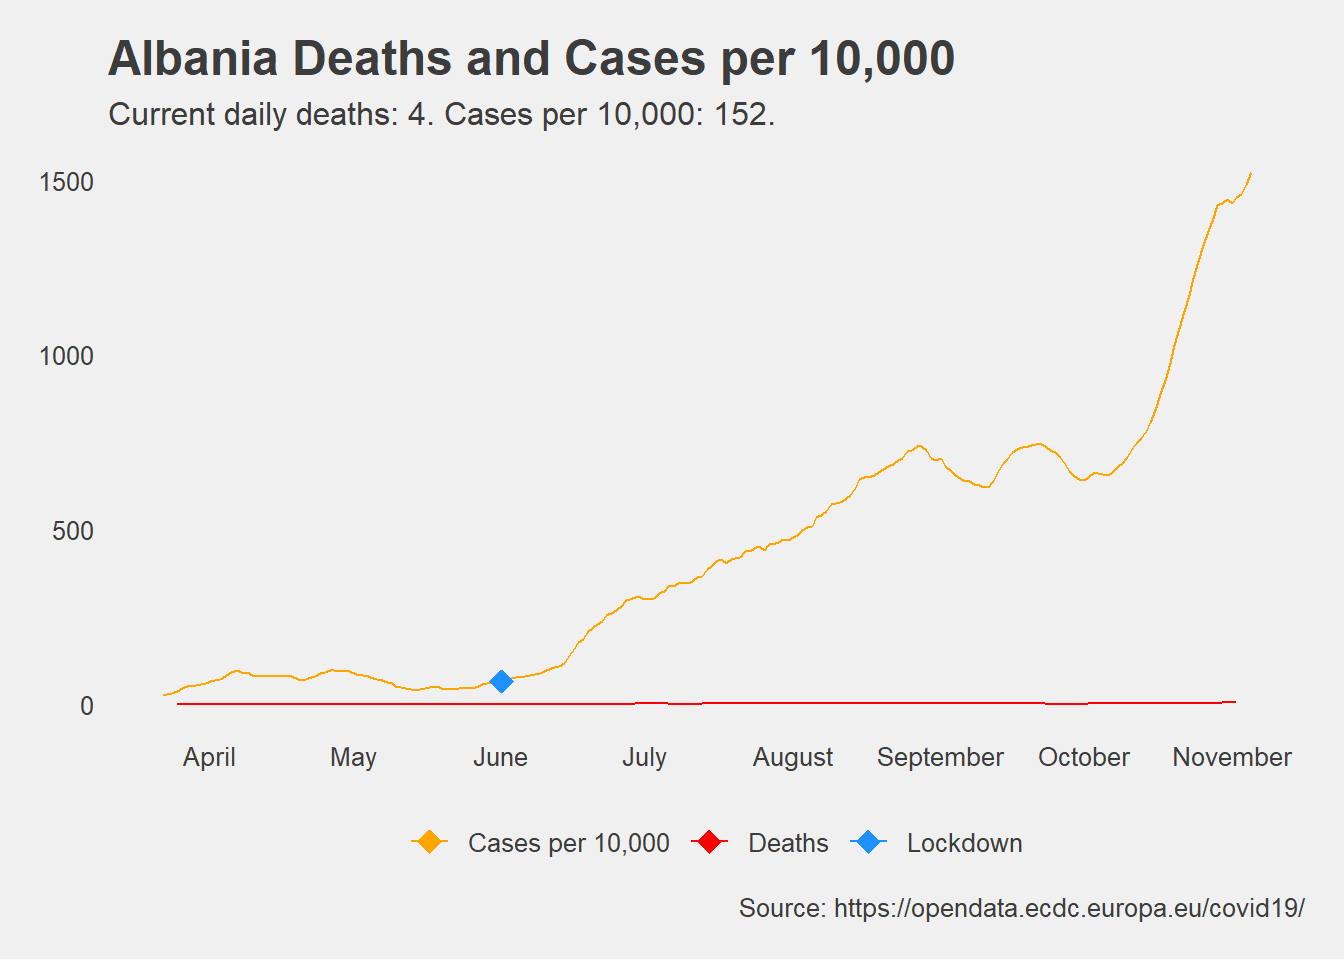 Albania Deaths and Cases per 10,000
Current daily deaths: 4. Cases per 10,000: 152.
1500
1000
500
0
April May June July August September October November
Cases per 10,000 Deaths Lockdown
Source: https://opendata.ecdc.europa.eu/covid19/